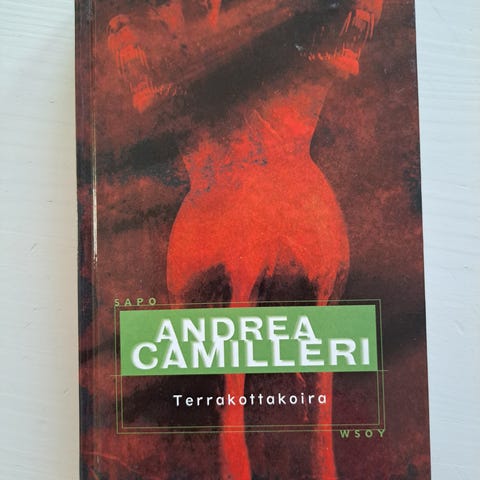 SAPO
ANDREA
CAMILLERI
Terrakottakoira
WSOY